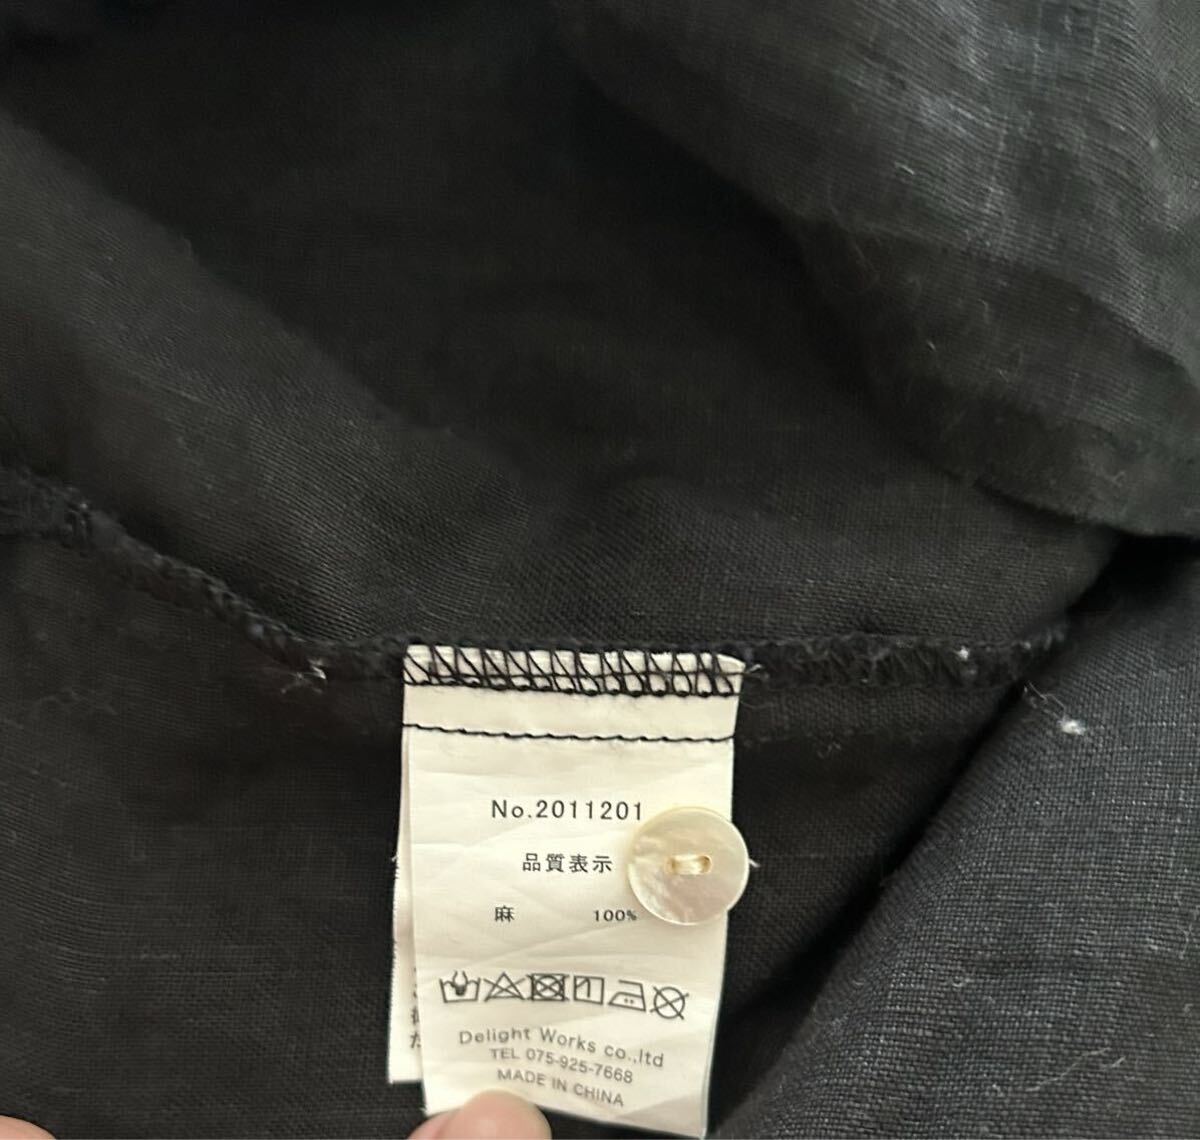 No.2011201
品質表示
麻 100%
Delight Works co.,ltd
TEL 075-925-7668
MADE IN CHINA
た